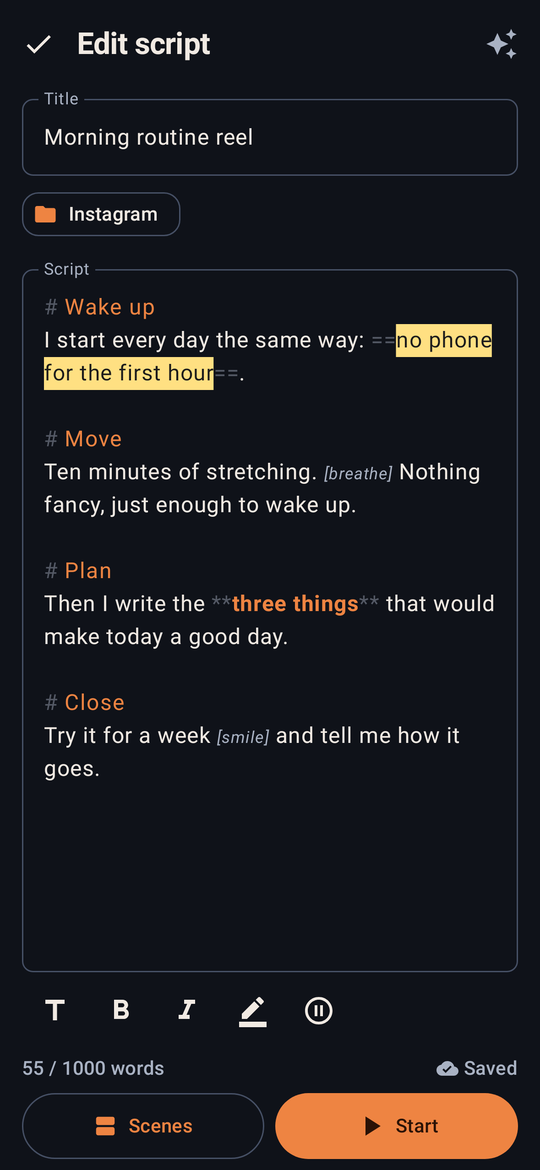 Edit script
Title
Morning routine reel
Instagram
Script
# Wake up
I start every day the same way: ==no phone
for the first hour==.
# Move
Ten minutes of stretching. [breathe] Nothing
fancy, just enough to wake up.
# Plan
Then I write the **three things** that would
make today a good day.
# Close
Try it for a week [smile] and tell me how it
goes.
T B I
55 / 1000 words
Saved
Scenes
Start